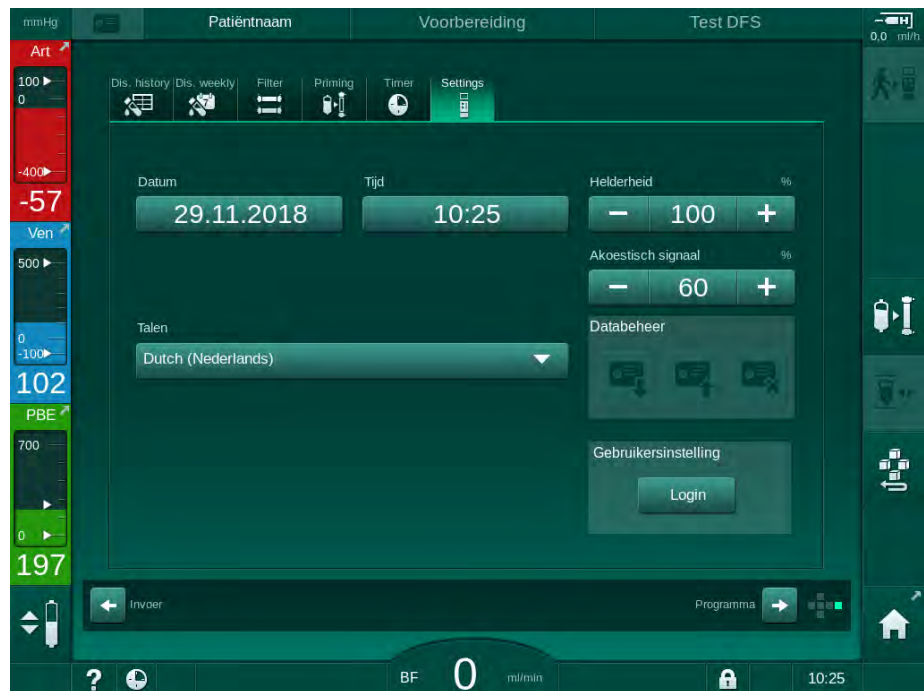 mmHg Patiëntnaam Voorbereiding Test DFS
0,0 ml/h
Art
100
0
-400
-57
Ven
500
0
-100
102
PBE
700
0
197
Dis. history Dis. weekly Filter Priming Timer Settings
7
Datum Tijd Helderheid %
29.11.2018 10:25 − 100 +
Akoestisch signaal %
− 60 +
Talen Databeheer
Dutch (Nederlands)
Gebruikersinstelling
Login
Invoer Programma
? BF 0 ml/min 10:25